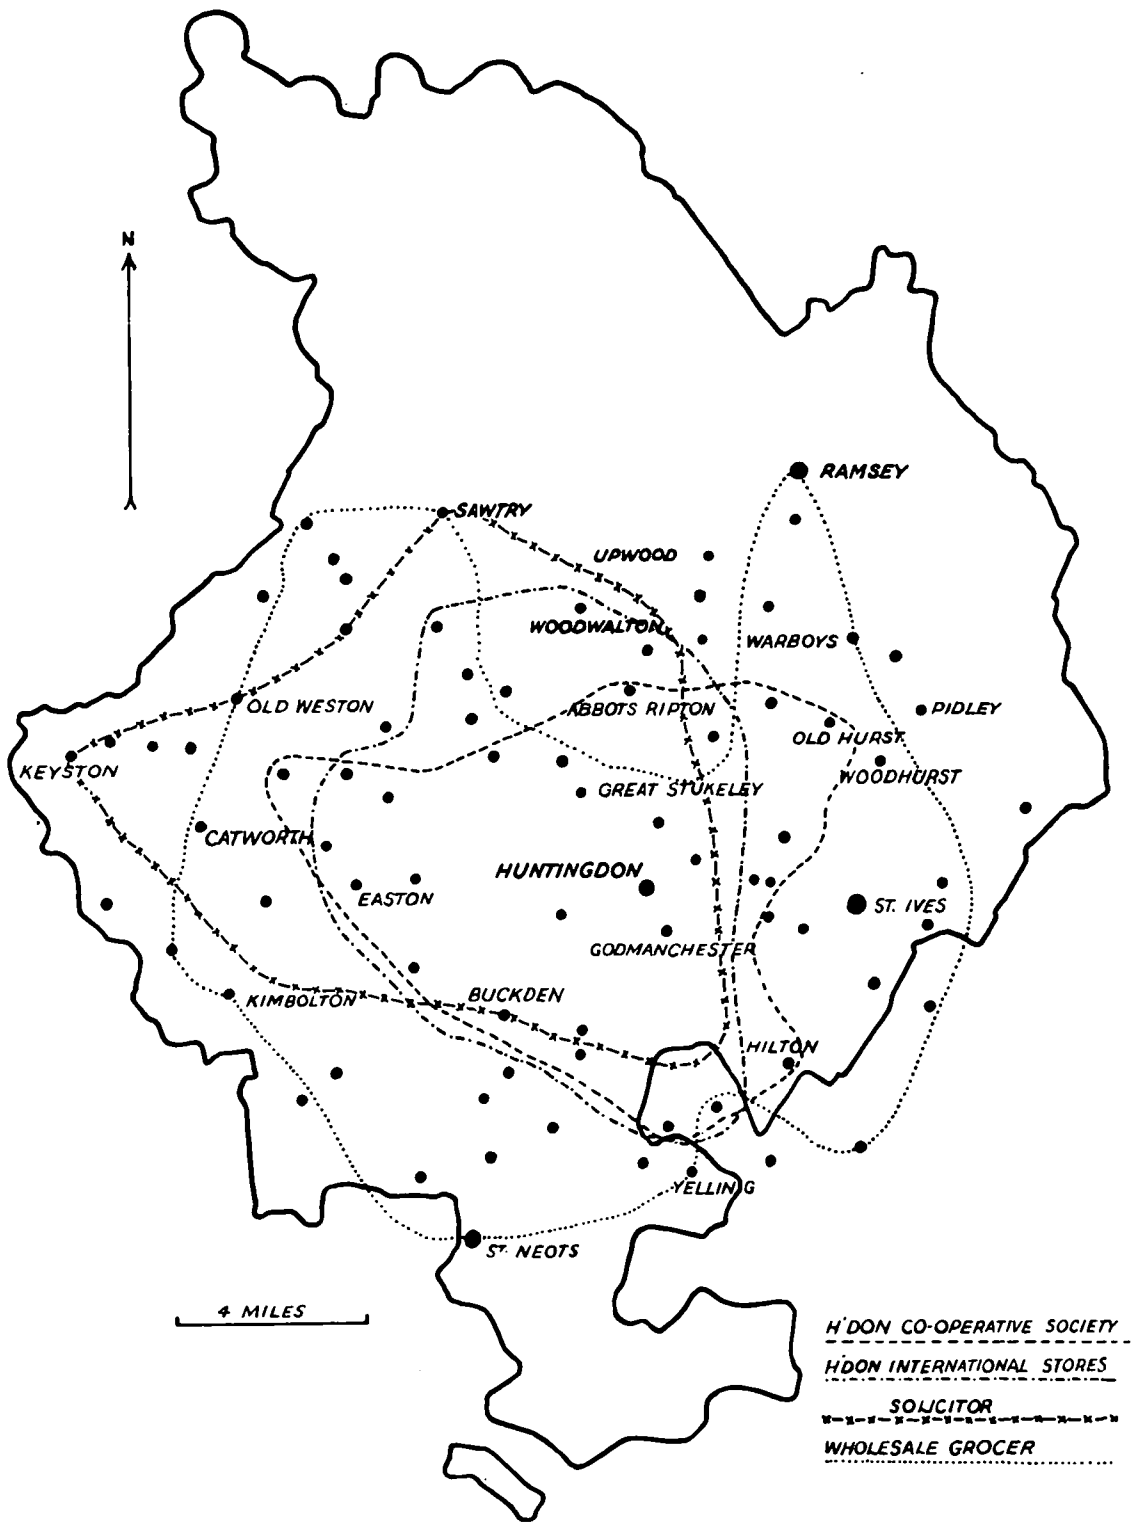 N
RAMSEY
SAWTRY
UPWOOD
WOODWALTON
WARBOYS
OLD WESTON
ABBOTS RIPTON
PIDLEY
OLD HURST
KEYSTON
WOODHURST
GREAT STUKELEY
CATWORTH
HUNTINGDON
EASTON
ST. IVES
GODMANCHESTER
BUCKDEN
KIMBOLTON
HILTON
YELLING
ST. NEOTS
4 MILES
H'DON CO-OPERATIVE SOCIETY
H'DON INTERNATIONAL STORES
SOLICITOR
WHOLESALE GROCER